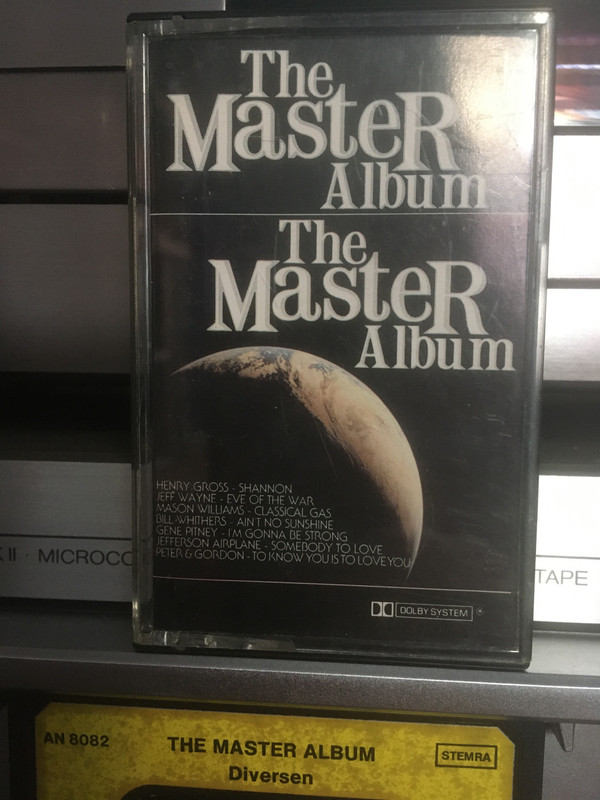 The
MasteR
Album
The
MasteR
Album
HENRY GROSS - SHANNON
JEFF WAYNE - EVE OF THE WAR
MASON WILLIAMS - CLASSICAL GAS
BILL WHITHERS - AIN'T NO SUNSHINE
GENE PITNEY - I'M GONNA BE STRONG
JEFFERSON AIRPLANE - SOMEBODY TO LOVE
PETER & GORDON - TO KNOW YOU IS TO LOVE YOU
II · MICROCO
TAPE
DOLBY SYSTEM
AN 8082
THE MASTER ALBUM
STEMRA
Diversen